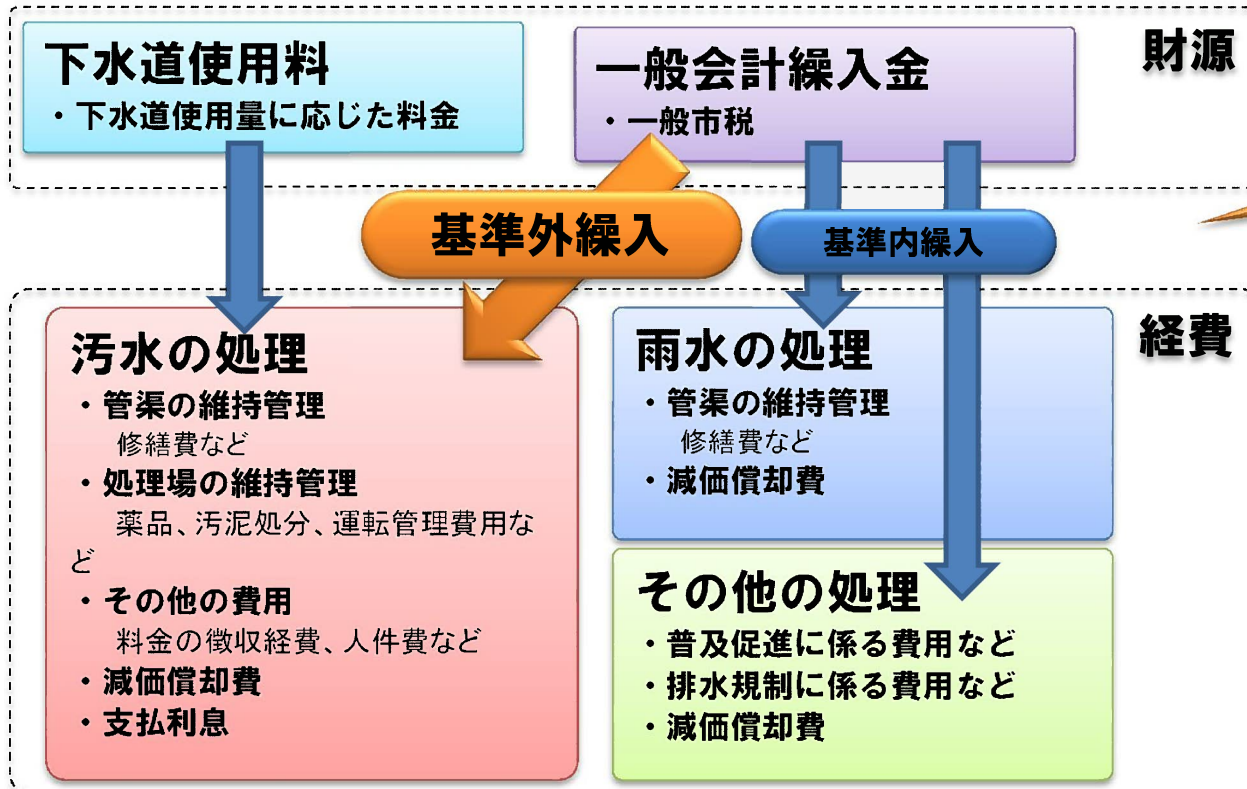 財源
下水道使用料
・下水道使用量に応じた料金
一般会計繰入金
・一般市税
基準外繰入
基準内繰入
経費
汚水の処理
・管渠の維持管理
修繕費など
・処理場の維持管理
薬品、汚泥処分、運転管理費用な
ど
・その他の費用
料金の徴収経費、人件費など
・減価償却費
・支払利息
雨水の処理
・管渠の維持管理
修繕費など
・減価償却費
その他の処理
・普及促進に係る費用など
・排水規制に係る費用など
・減価償却費